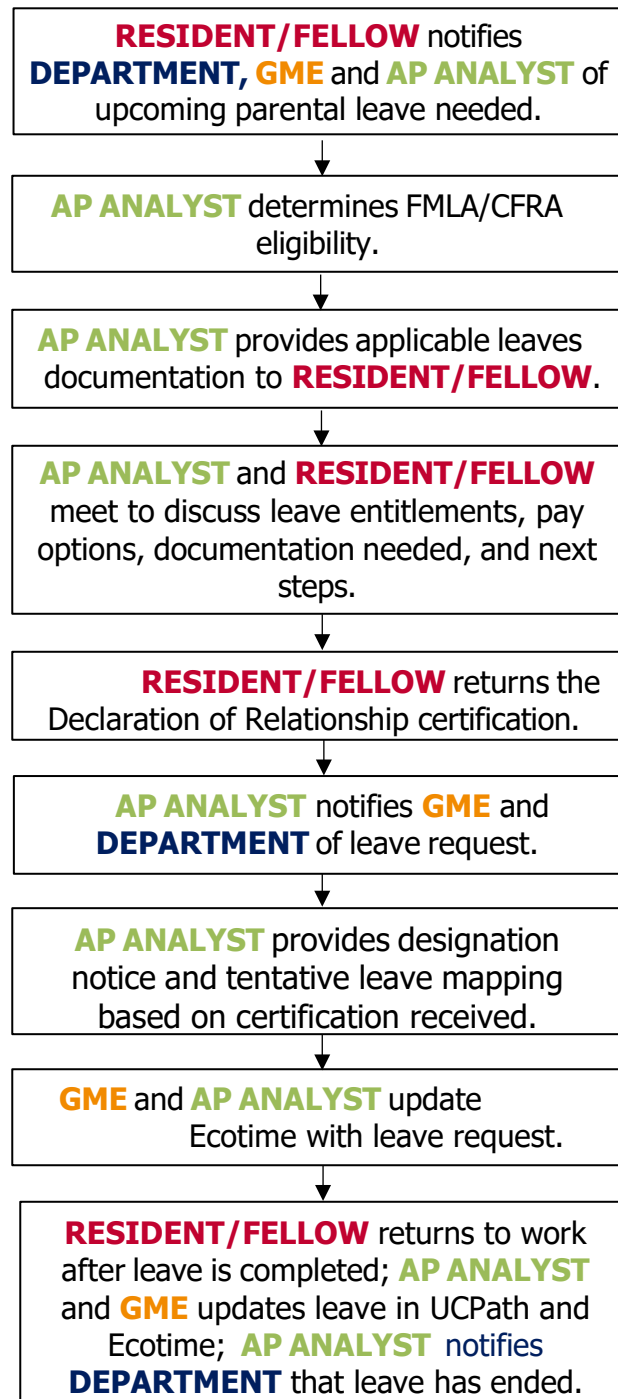 RESIDENT/FELLOW notifies
DEPARTMENT, GME and AP ANALYST of
upcoming parental leave needed.
AP ANALYST determines FMLA/CFRA
eligibility.
AP ANALYST provides applicable leaves
documentation to RESIDENT/FELLOW.
AP ANALYST and RESIDENT/FELLOW
meet to discuss leave entitlements, pay
options, documentation needed, and next
steps.
RESIDENT/FELLOW returns the
Declaration of Relationship certification.
AP ANALYST notifies GME and
DEPARTMENT of leave request.
AP ANALYST provides designation
notice and tentative leave mapping
based on certification received.
GME and AP ANALYST update
Ecotime with leave request.
RESIDENT/FELLOW returns to work
after leave is completed; AP ANALYST
and GME updates leave in UCPath and
Ecotime; AP ANALYST notifies
DEPARTMENT that leave has ended.